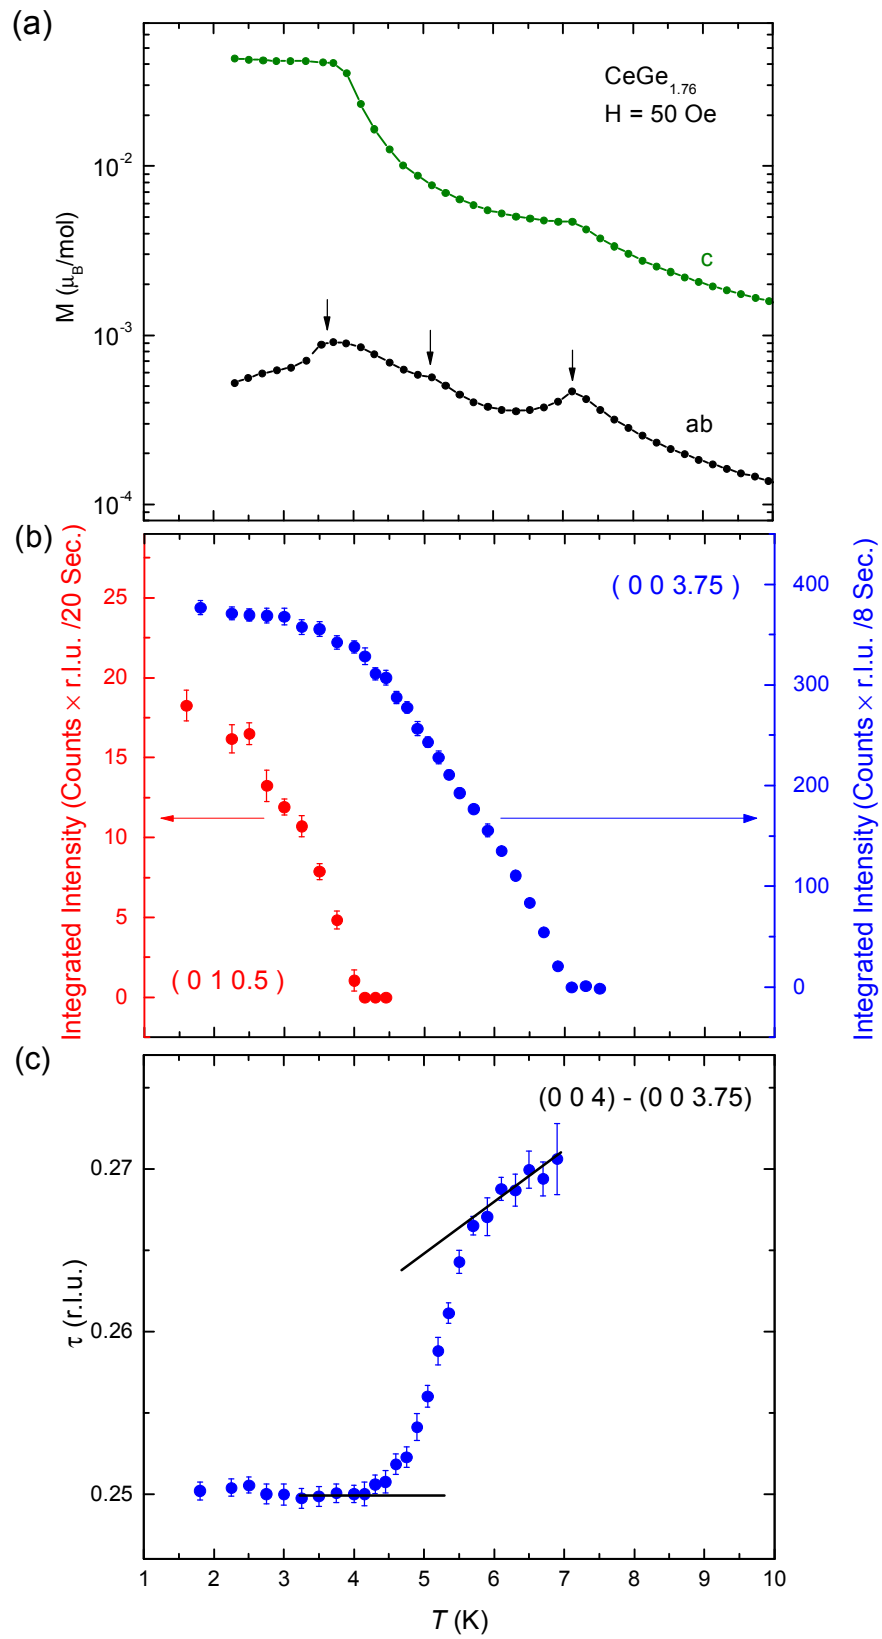 (a)
CeGe1.76
H = 50 Oe
10-2
M (μB/mol)
c
10-3
ab
10-4
(b)
Integrated Intensity (Counts × r.l.u. /20 Sec.)
25
20
15
10
5
0
( 0 0 3.75 )
( 0 1 0.5 )
400
300
200
100
0
Integrated Intensity (Counts × r.l.u. /8 Sec.)
(c)
(0 0 4) - (0 0 3.75)
0.27
τ (r.l.u.)
0.26
0.25
1 2 3 4 5 6 7 8 9 10
T (K)